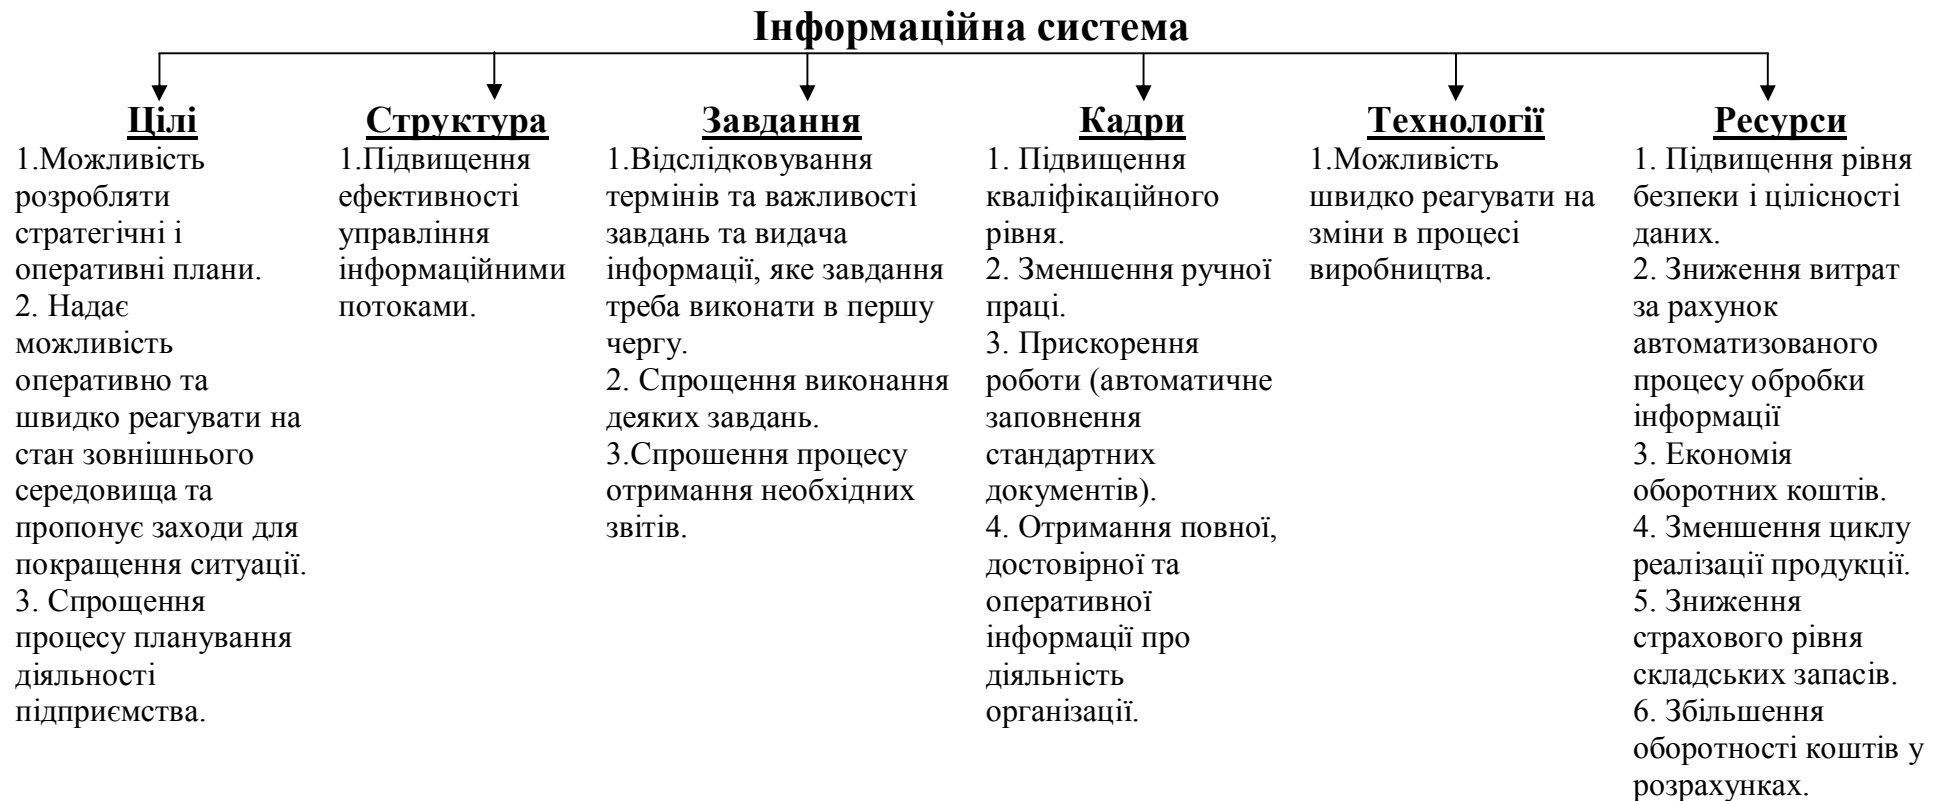 Інформаційна система
Цілі
1.Можливість
розробляти
стратегічні і
оперативні плани.
2. Надає
можливість
оперативно та
швидко реагувати на
стан зовнішнього
середовища та
пропонує заходи для
покращення ситуації.
3. Спрощення
процесу планування
діяльності
підприємства.
Структура
1.Підвищення
ефективності
управління
інформаційними
потоками.
Завдання
1.Відслідковування
термінів та важливості
завдань та видача
інформації, яке завдання
треба виконати в першу
чергу.
2. Спрощення виконання
деяких завдань.
3.Спрошення процесу
отримання необхідних
звітів.
Кадри
1. Підвищення
кваліфікаційного
рівня.
2. Зменшення ручної
праці.
3. Прискорення
роботи (автоматичне
заповнення
стандартних
документів).
4. Отримання повної,
достовірної та
оперативної
інформації про
діяльність
організації.
Технології
1.Можливість
швидко реагувати на
зміни в процесі
виробництва.
Ресурси
1. Підвищення рівня
безпеки і цілісності
даних.
2. Зниження витрат
за рахунок
автоматизованого
процесу обробки
інформації
3. Економія
оборотних коштів.
4. Зменшення циклу
реалізації продукції.
5. Зниження
страхового рівня
складських запасів.
6. Збільшення
оборотності коштів у
розрахунках.